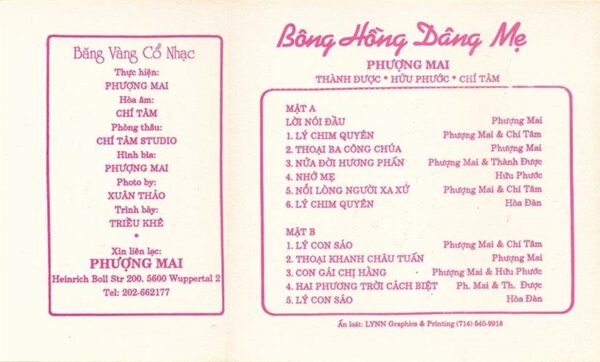 Băng Vàng Cổ Nhạc
Thực hiện:
PHƯỢNG MAI
Hòa âm:
CHÍ TÂM
Phòng thâu:
CHÍ TÂM STUDIO
Hình bìa:
PHƯỢNG MAI
Photo by:
XUÂN THẢO
Trình bày:
TRIỀU KHÊ
*
Xin liên lạc:
PHƯỢNG MAI
Heinrich Boll Str 200, 5600 Wuppertal 2
Tel: 202-662177
Bông Hồng Dâng Mẹ
PHƯỢNG MAI
THÀNH ĐƯỢC * HỮU PHƯỚC * CHÍ TÂM
MẶT A
LỜI NÓI ĐẦU Phượng Mai
1. LÝ CHIM QUYÊN Phượng Mai & Chí Tâm
2. THOẠI BA CÔNG CHÚA Phượng Mai
3. NỬA ĐỜI HƯƠNG PHẤN Phượng Mai & Thành Được
4. NHỚ MẸ Hữu Phước
5. NỖI LÒNG NGƯỜI XA XỨ Phượng Mai & Chí Tâm
6. LÝ CHIM QUYÊN Hòa Đàn
MẶT B
1. LÝ CON SÁO Phượng Mai & Chí Tâm
2. THOẠI KHANH CHÂU TUẤN Phượng Mai
3. CON GÁI CHỊ HẰNG Phượng Mai & Hữu Phước
4. HAI PHƯƠNG TRỜI CÁCH BIỆT Ph. Mai & Th. Được
5. LÝ CON SÁO Hòa Đàn
Ấn loát: LYNN Graphics & Printing (714) 540-9918